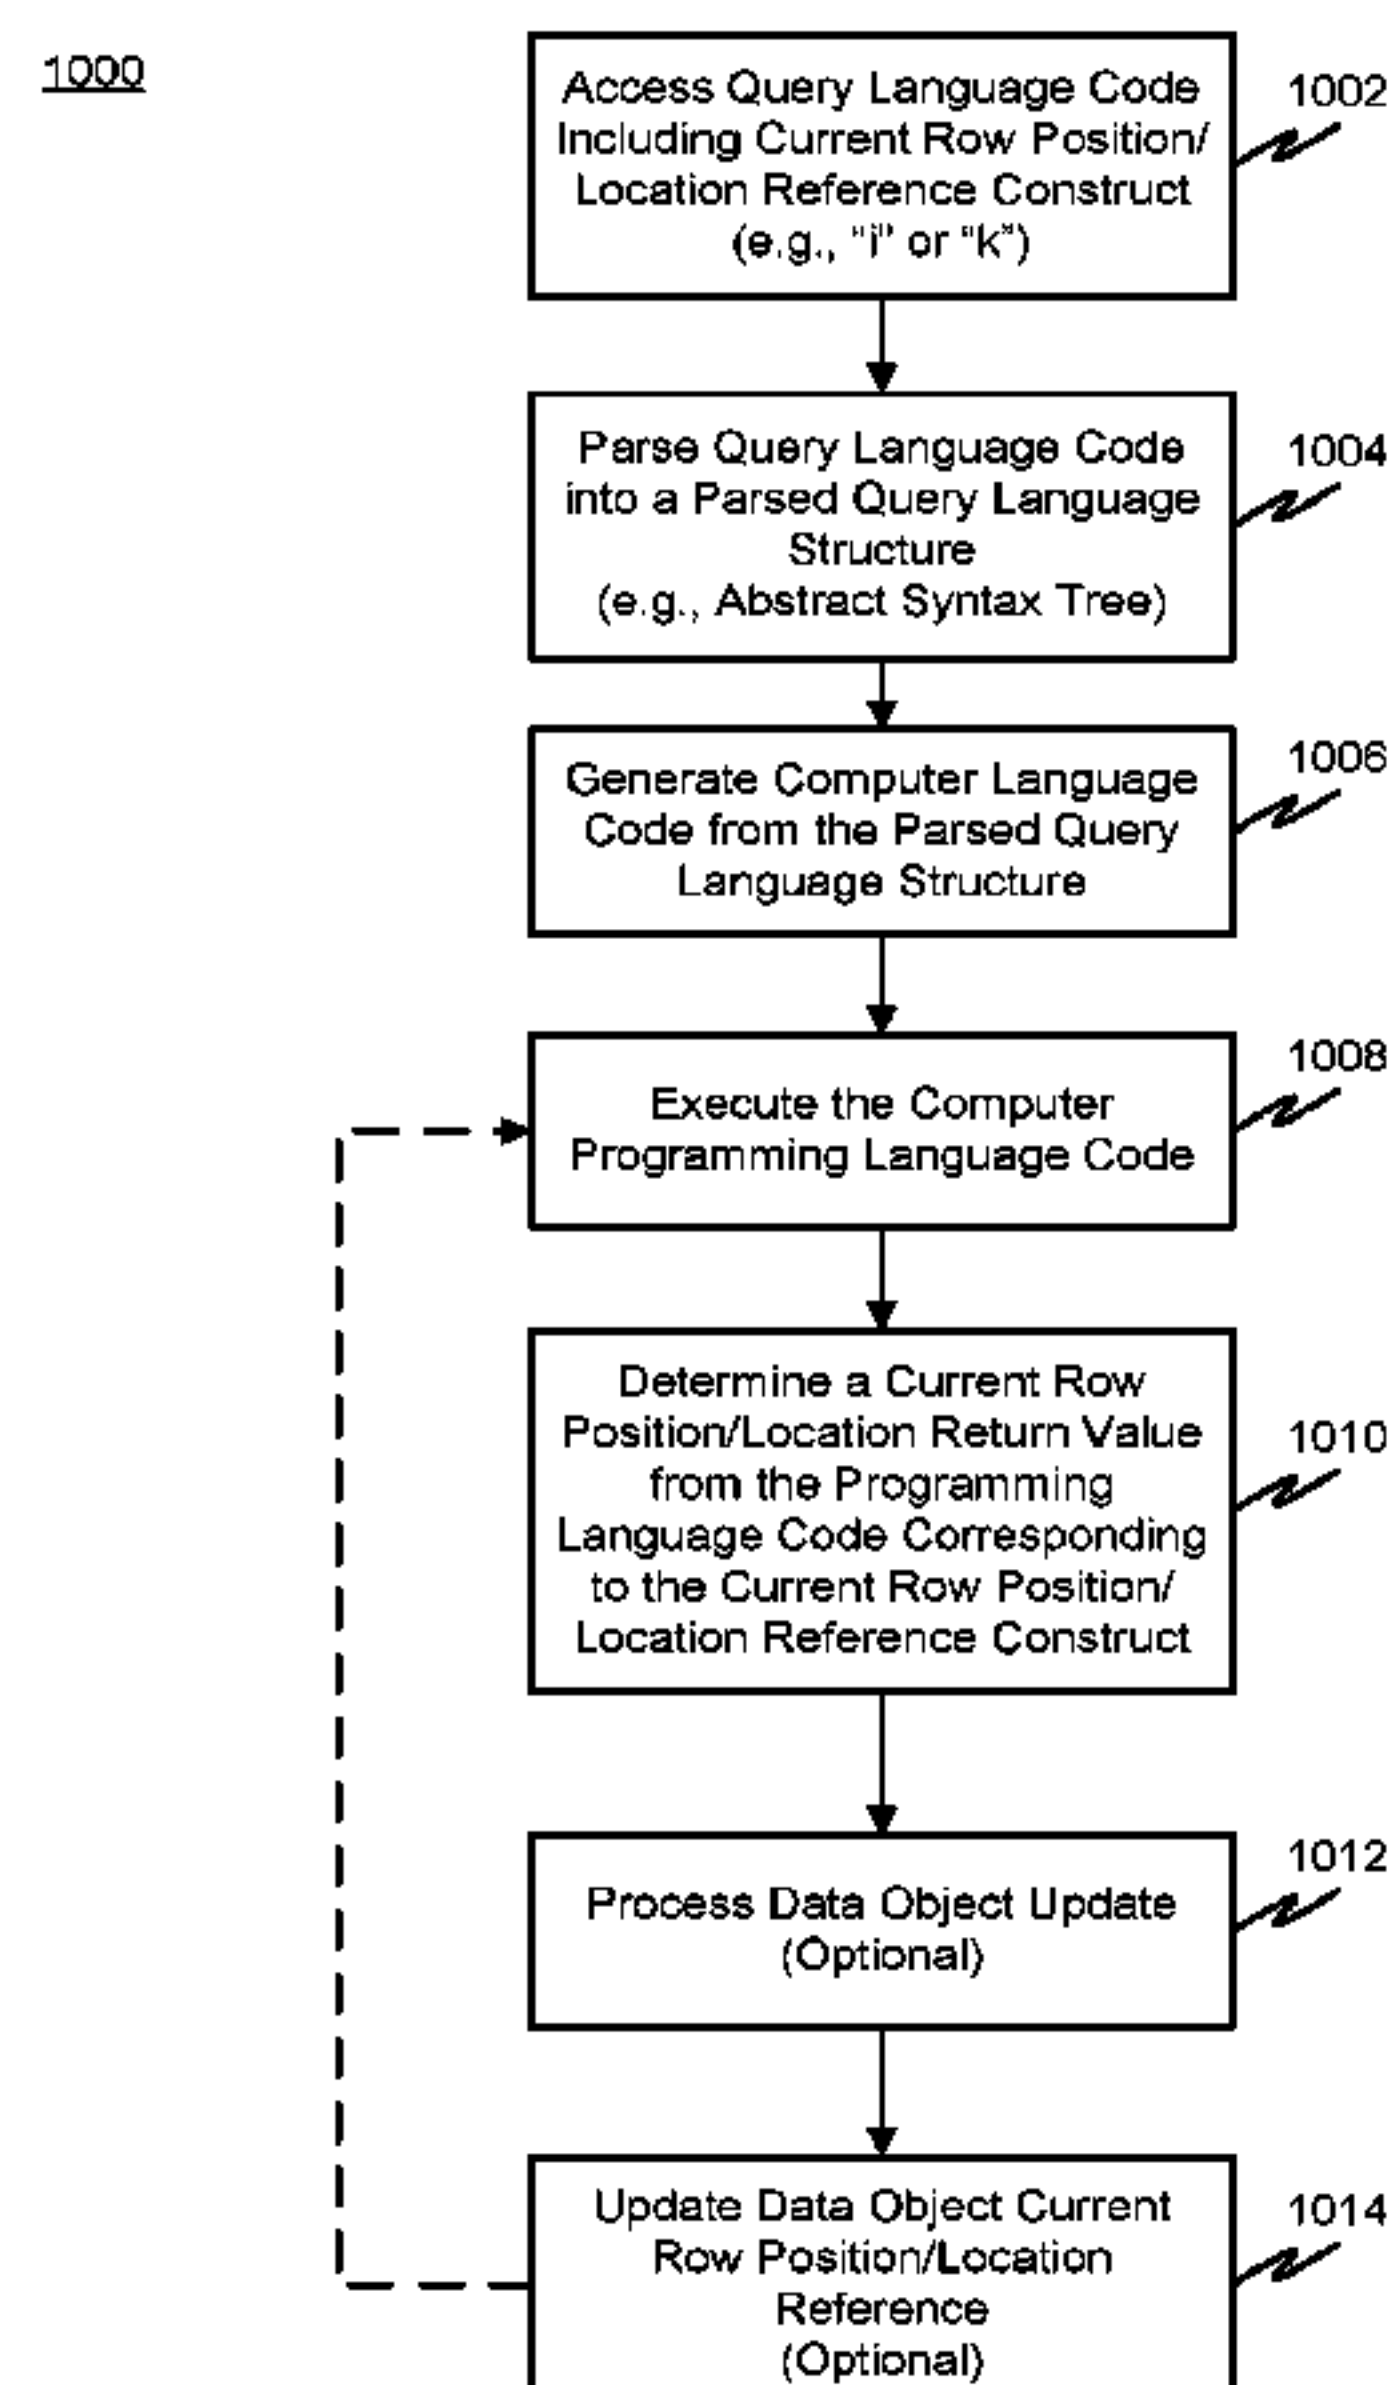 1000
Access Query Language Code
Including Current Row Position/
Location Reference Construct
(e.g., "i" or "k")
1002
Parse Query Language Code
into a Parsed Query Language
Structure
(e.g., Abstract Syntax Tree)
1004
Generate Computer Language
Code from the Parsed Query
Language Structure
1006
Execute the Computer
Programming Language Code
1008
Determine a Current Row
Position/Location Return Value
from the Programming
Language Code Corresponding
to the Current Row Position/
Location Reference Construct
1010
Process Data Object Update
(Optional)
1012
Update Data Object Current
Row Position/Location
Reference
(Optional)
1014